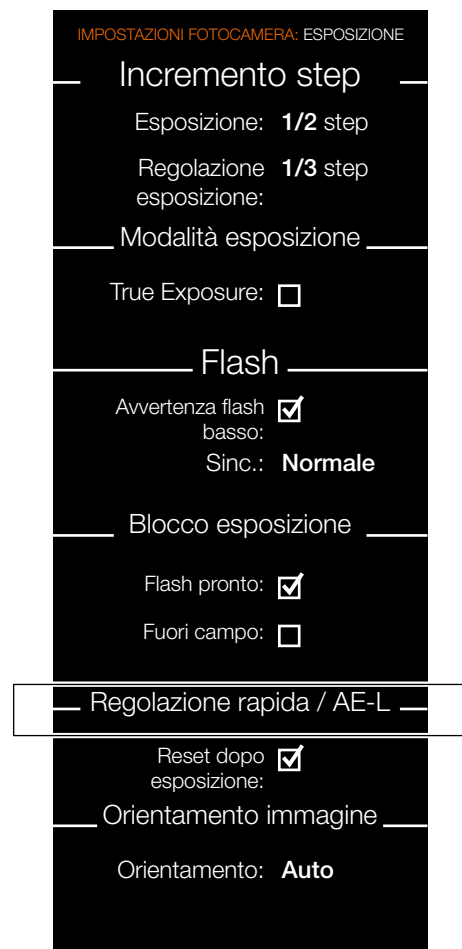 IMPOSTAZIONI FOTOCAMERA: ESPOSIZIONE
Incremento step
Esposizione: 1/2 step
Regolazione 1/3 step
esposizione:
Modalità esposizione
True Exposure:
Flash
Avvertenza flash
basso:
Sinc.: Normale
Blocco esposizione
Flash pronto:
Fuori campo:
Regolazione rapida / AE-L
Reset dopo
esposizione:
Orientamento immagine
Orientamento: Auto